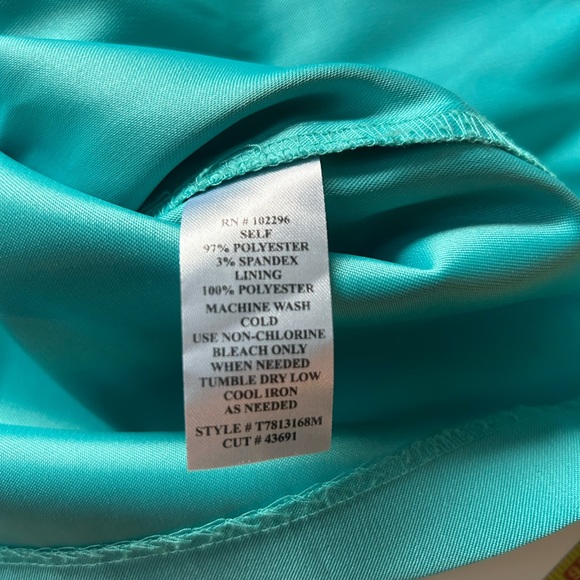 RN # 102296
SELF
97% POLYESTER
3% SPANDEX
LINING
100% POLYESTER
MACHINE WASH
COLD
USE NON-CHLORINE
BLEACH ONLY
WHEN NEEDED
TUMBLE DRY LOW
COOL IRON
AS NEEDED
STYLE # T7813168M
CUT # 43691